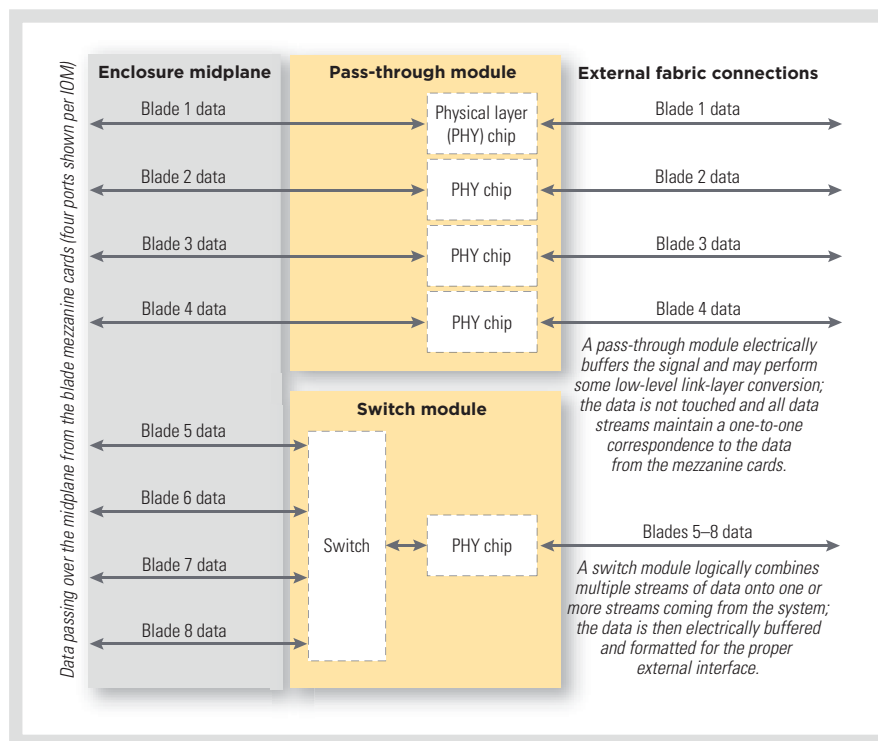 Data passing over the midplane from the blade mezzanine cards (four ports shown per IOM)
Enclosure midplane
Pass-through module
External fabric connections
Blade 1 data
Physical layer
(PHY) chip
Blade 1 data
Blade 2 data
PHY chip
Blade 2 data
Blade 3 data
PHY chip
Blade 3 data
Blade 4 data
PHY chip
Blade 4 data
A pass-through module electrically
buffers the signal and may perform
some low-level link-layer conversion;
the data is not touched and all data
streams maintain a one-to-one
correspondence to the data
from the mezzanine cards.
Switch module
Blade 5 data
Blade 6 data
Blade 7 data
Blade 8 data
Switch
PHY chip
Blades 5–8 data
A switch module logically combines
multiple streams of data onto one or
more streams coming from the system;
the data is then electrically buffered
and formatted for the proper
external interface.